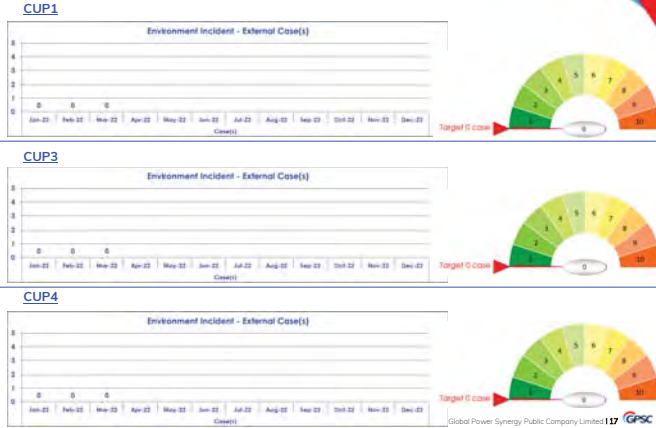 CUP1
Environment Incident - External Case(s)
5
4
3
2
1
0
0 0 0
Jan-22 Feb-22 Mar-22 Apr-22 May-22 Jun-22 Jul-22 Aug-22 Sep-22 Oct-22 Nov-22 Dec-22
Case(s)
Target 0 case
1 2 3 4 5 6 7 8 9 10
0
CUP3
Environment Incident - External Case(s)
5
4
3
2
1
0
0 0 0
Jan-22 Feb-22 Mar-22 Apr-22 May-22 Jun-22 Jul-22 Aug-22 Sep-22 Oct-22 Nov-22 Dec-22
Case(s)
Target 0 case
1 2 3 4 5 6 7 8 9 10
0
CUP4
Environment Incident - External Case(s)
5
4
3
2
1
0
0 0 0
Jan-22 Feb-22 Mar-22 Apr-22 May-22 Jun-22 Jul-22 Aug-22 Sep-22 Oct-22 Nov-22 Dec-22
Case(s)
Target 0 case
1 2 3 4 5 6 7 8 9 10
0
Global Power Synergy Public Company Limited | 17 GPSC